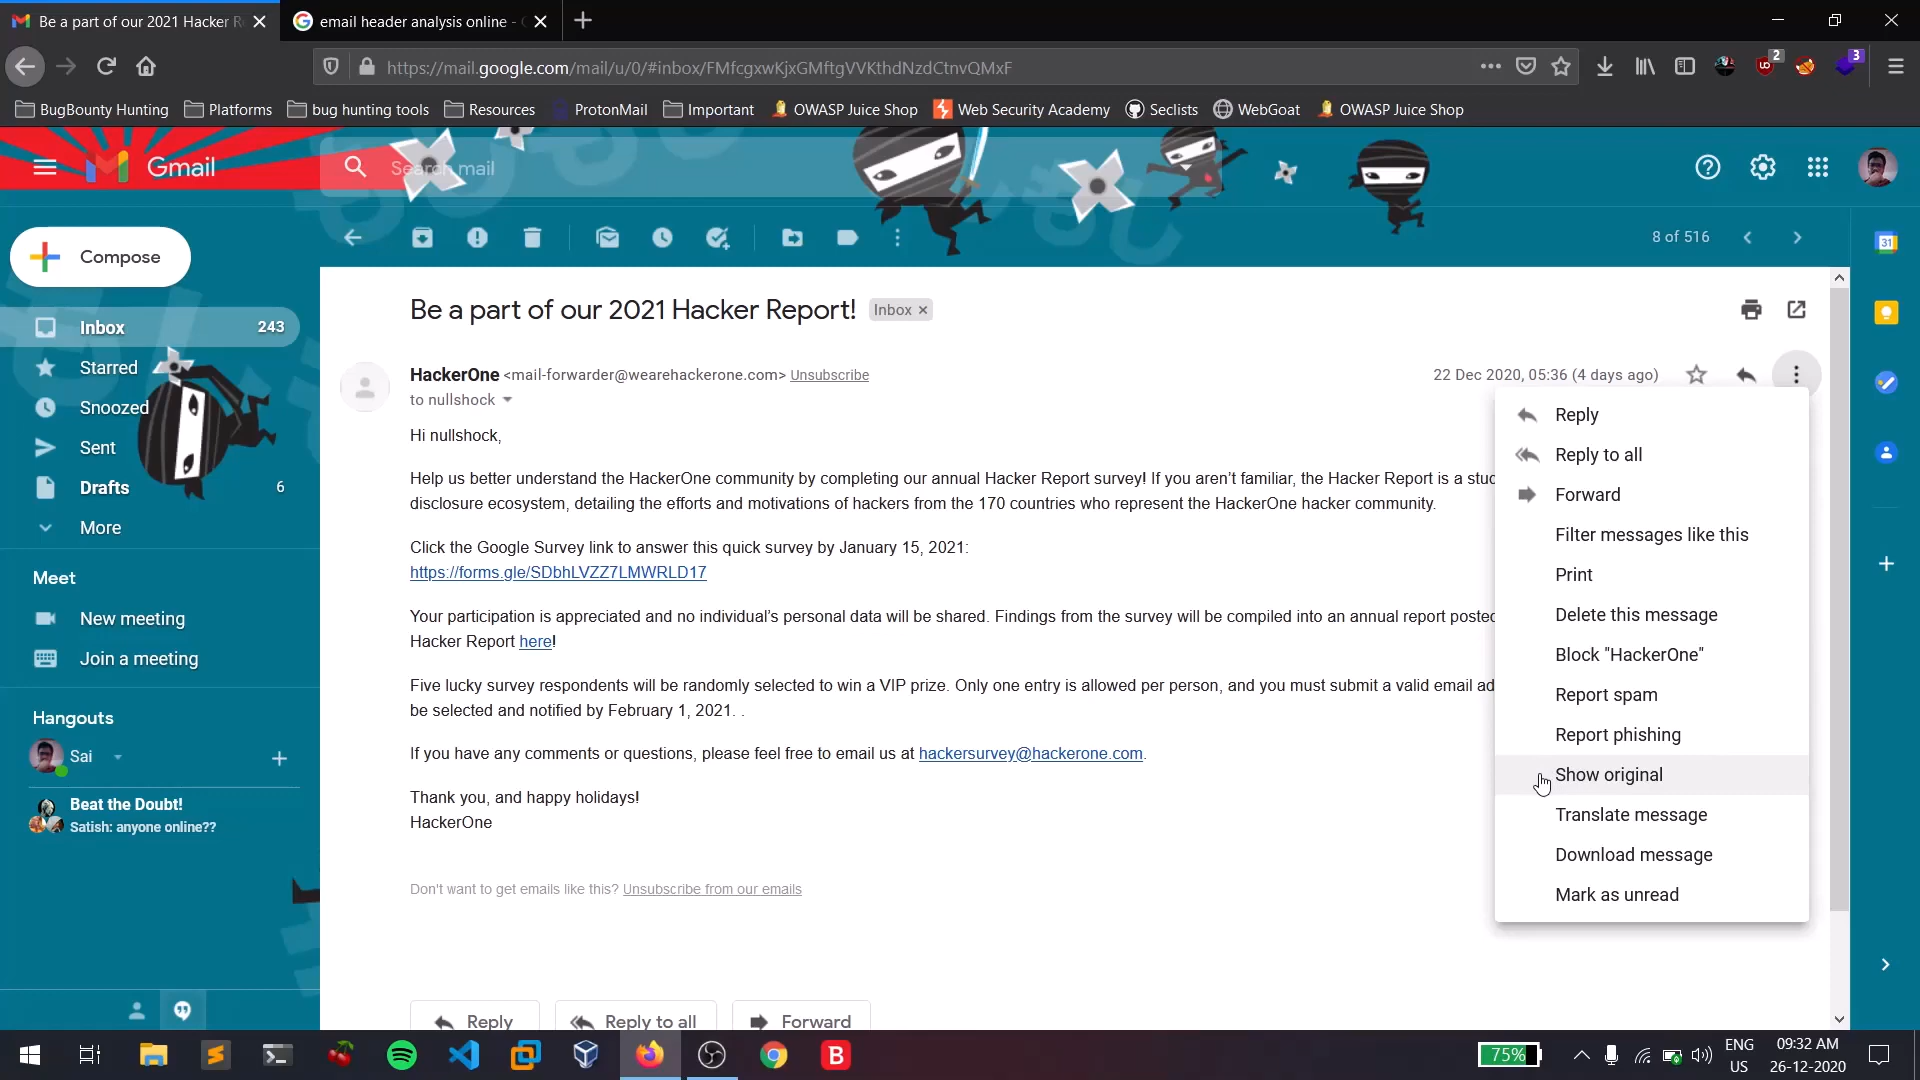 Be a part of our 2021 Hacker R
email header analysis online -
https://mail.google.com/mail/u/0/#inbox/FMfcgxwKjxGMftgVVKthdNzdCtnvQMxF
2
3
BugBounty Hunting
Platforms
bug hunting tools
Resources
ProtonMail
Important
OWASP Juice Shop
Web Security Academy
Seclists
WebGoat
OWASP Juice Shop
Gmail
Search mail
Compose
8 of 516
31
Inbox 243
Starred
Snoozed
Sent
Drafts 6
More
Meet
New meeting
Join a meeting
Hangouts
Sai
Beat the Doubt!
Satish: anyone online??
Be a part of our 2021 Hacker Report!
Inbox ×
HackerOne <mail-forwarder@wearehackerone.com> Unsubscribe
22 Dec 2020, 05:36 (4 days ago)
to nullshock
Hi nullshock,
Help us better understand the HackerOne community by completing our annual Hacker Report survey! If you aren’t familiar, the Hacker Report is a
disclosure ecosystem, detailing the efforts and motivations of hackers from the 170 countries who represent the HackerOne hacker community.
Click the Google Survey link to answer this quick survey by January 15, 2021:
https://forms.gle/SDbhLVZZ7LMWRLD17
Your participation is appreciated and no individual’s personal data will be shared. Findings from the survey will be compiled into an annual report posted
Hacker Report here!
Five lucky survey respondents will be randomly selected to win a VIP prize. Only one entry is allowed per person, and you must submit a valid email ad
be selected and notified by February 1, 2021. .
If you have any comments or questions, please feel free to email us at hackersurvey@hackerone.com.
Thank you, and happy holidays!
HackerOne
Don't want to get emails like this? Unsubscribe from our emails
Reply
Reply to all
Forward
Reply
Reply to all
Forward
Filter messages like this
Print
Delete this message
Block "HackerOne"
Report spam
Report phishing
Show original
Translate message
Download message
Mark as unread
B
75%
ENG
US
09:32 AM
26-12-2020